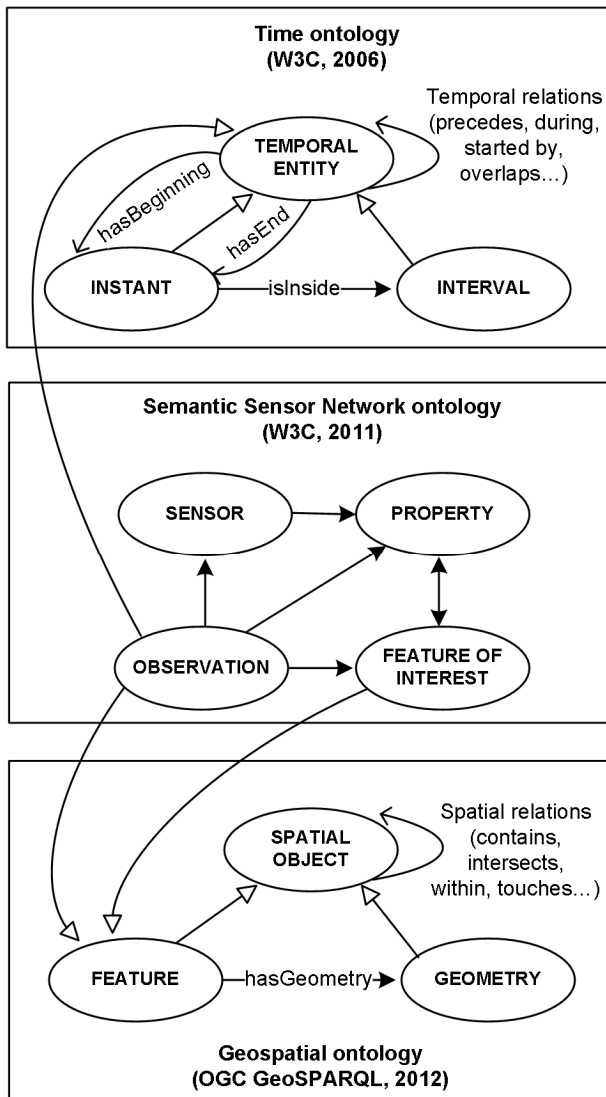 Time ontology
(W3C, 2006)
Temporal relations
(precedes, during,
started by,
overlaps…)
TEMPORAL
ENTITY
hasBeginning
hasEnd
INSTANT
isInside
INTERVAL
Semantic Sensor Network ontology
(W3C, 2011)
SENSOR
PROPERTY
OBSERVATION
FEATURE OF
INTEREST
SPATIAL
OBJECT
Spatial relations
(contains,
intersects,
within, touches…)
FEATURE
hasGeometry
GEOMETRY
Geospatial ontology
(OGC GeoSPARQL, 2012)